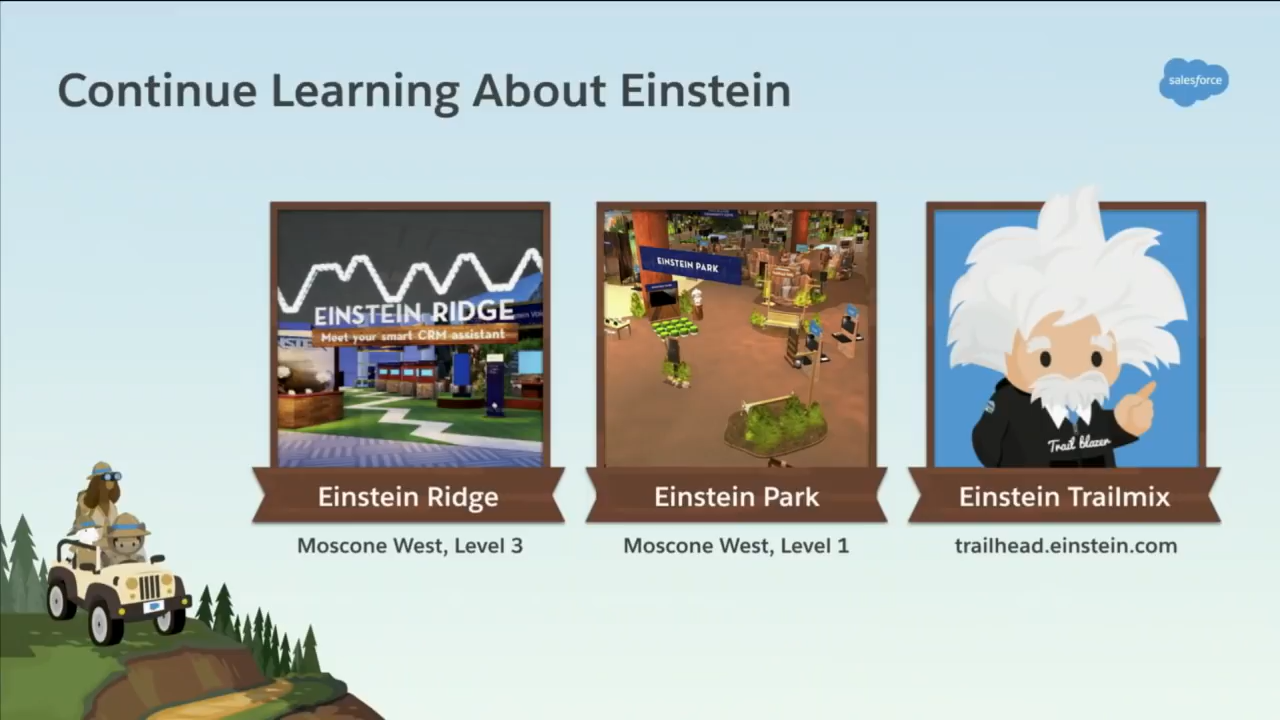 Continue Learning About Einstein
salesforce
EINSTEIN RIDGE
Meet your smart CRM assistant
EINSTEIN PARK
Trail Blazer
Einstein Ridge
Einstein Park
Einstein Trailmix
Moscone West, Level 3
Moscone West, Level 1
trailhead.einstein.com